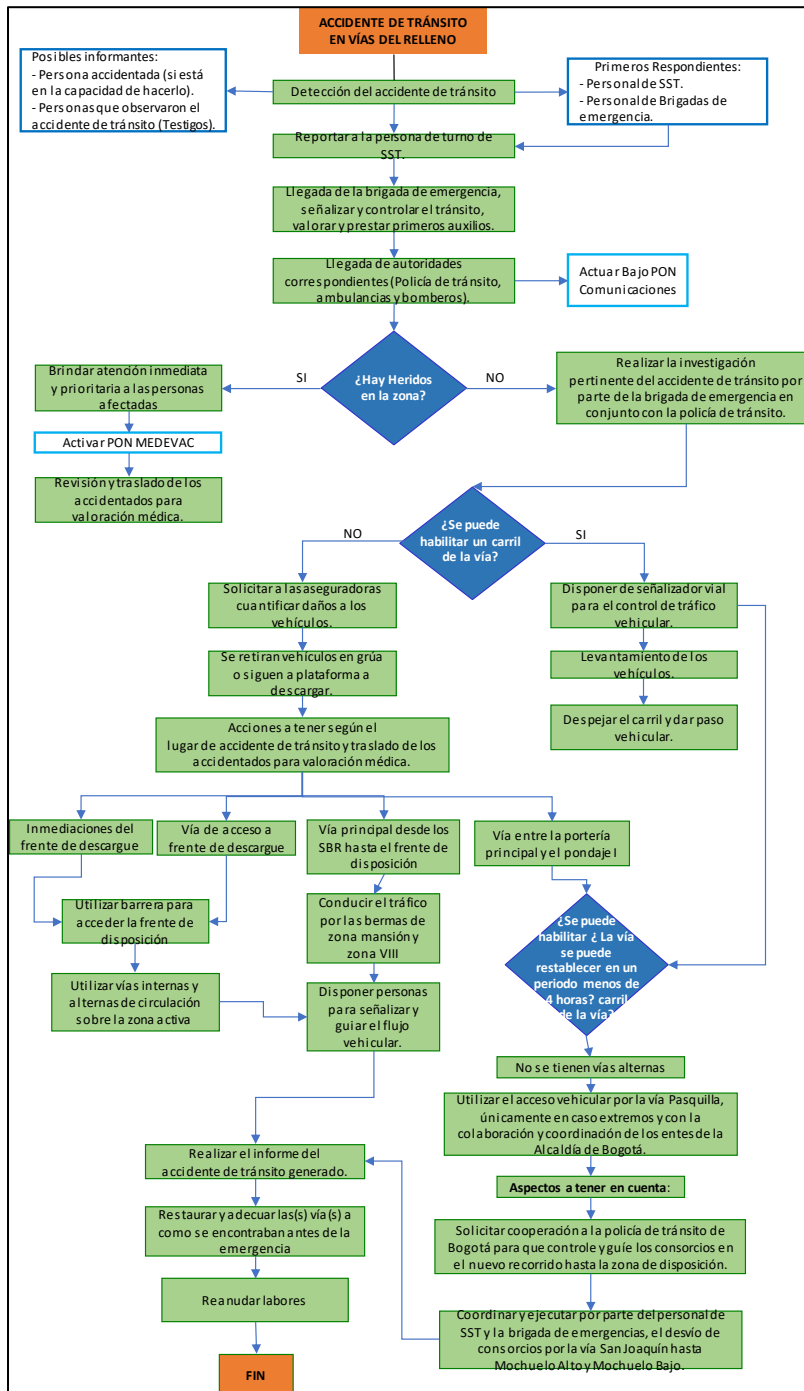 ACCIDENTE DE TRÁNSITO
EN VÍAS DEL RELLENO
Posibles informantes:
- Persona accidentada (si está
en la capacidad de hacerlo).
- Personas que observaron el
accidente de tránsito (Testigos).
Detección del accidente de tránsito
Primeros Respondientes:
- Personal de SST.
- Personal de Brigadas de
emergencia.
Reportar a la persona de turno de
SST.
Llegada de la brigada de emergencia,
señalizar y controlar el tránsito,
valorar y prestar primeros auxilios.
Llegada de autoridades
correspondientes (Policía de tránsito,
ambulancias y bomberos).
Actuar Bajo PON
Comunicaciones
¿Hay Heridos
en la zona?
SI
NO
Brindar atención inmediata
y prioritaria a las personas
afectadas
Activar PON MEDEVAC
Revisión y traslado de los
accidentados para
valoración médica.
Realizar la investigación
pertinente del accidente de tránsito por
parte de la brigada de emergencia en
conjunto con la policía de tránsito.
¿Se puede
habilitar un carril
de la vía?
NO
SI
Solicitar a las aseguradoras
cuantificar daños a los
vehículos.
Se retiran vehículos en grúa
o siguen a plataforma a
descargar.
Acciones a tener según el
lugar de accidente de tránsito y traslado de los
accidentados para valoración médica.
Disponer de señalizador vial
para el control de tráfico
vehicular.
Levantamiento de los
vehículos.
Despejar el carril y dar paso
vehicular.
Inmediaciones del
frente de descargue
Vía de acceso a
frente de descargue
Vía principal desde los
SBR hasta el frente de
disposición
Vía entre la portería
principal y el pondaje I
Utilizar barrera para
acceder la frente de
disposición
Conducir el tráfico
por las bermas de
zona mansión y
zona VIII
¿Se puede
habilitar ¿ La vía
se puede
restablecer en un
periodo menos de
4 horas? carril
de la vía?
Utilizar vías internas y
alternas de circulación
sobre la zona activa
Disponer personas
para señalizar y
guiar el flujo
vehicular.
No se tienen vías alternas
Utilizar el acceso vehicular por la vía Pasquilla,
únicamente en caso extremos y con la
colaboración y coordinación de los entes de la
Alcaldía de Bogotá.
Realizar el informe del
accidente de tránsito generado.
Aspectos a tener en cuenta:
Restaurar y adecuar las(s) vía(s) a
como se encontraban antes de la
emergencia
Solicitar cooperación a la policía de tránsito de
Bogotá para que controle y guíe los consorcios en
el nuevo recorrido hasta la zona de disposición.
Reanudar labores
Coordinar y ejecutar por parte del personal de
SST y la brigada de emergencias, el desvío de
consorcios por la vía San Joaquín hasta
Mochuelo Alto y Mochuelo Bajo.
FIN